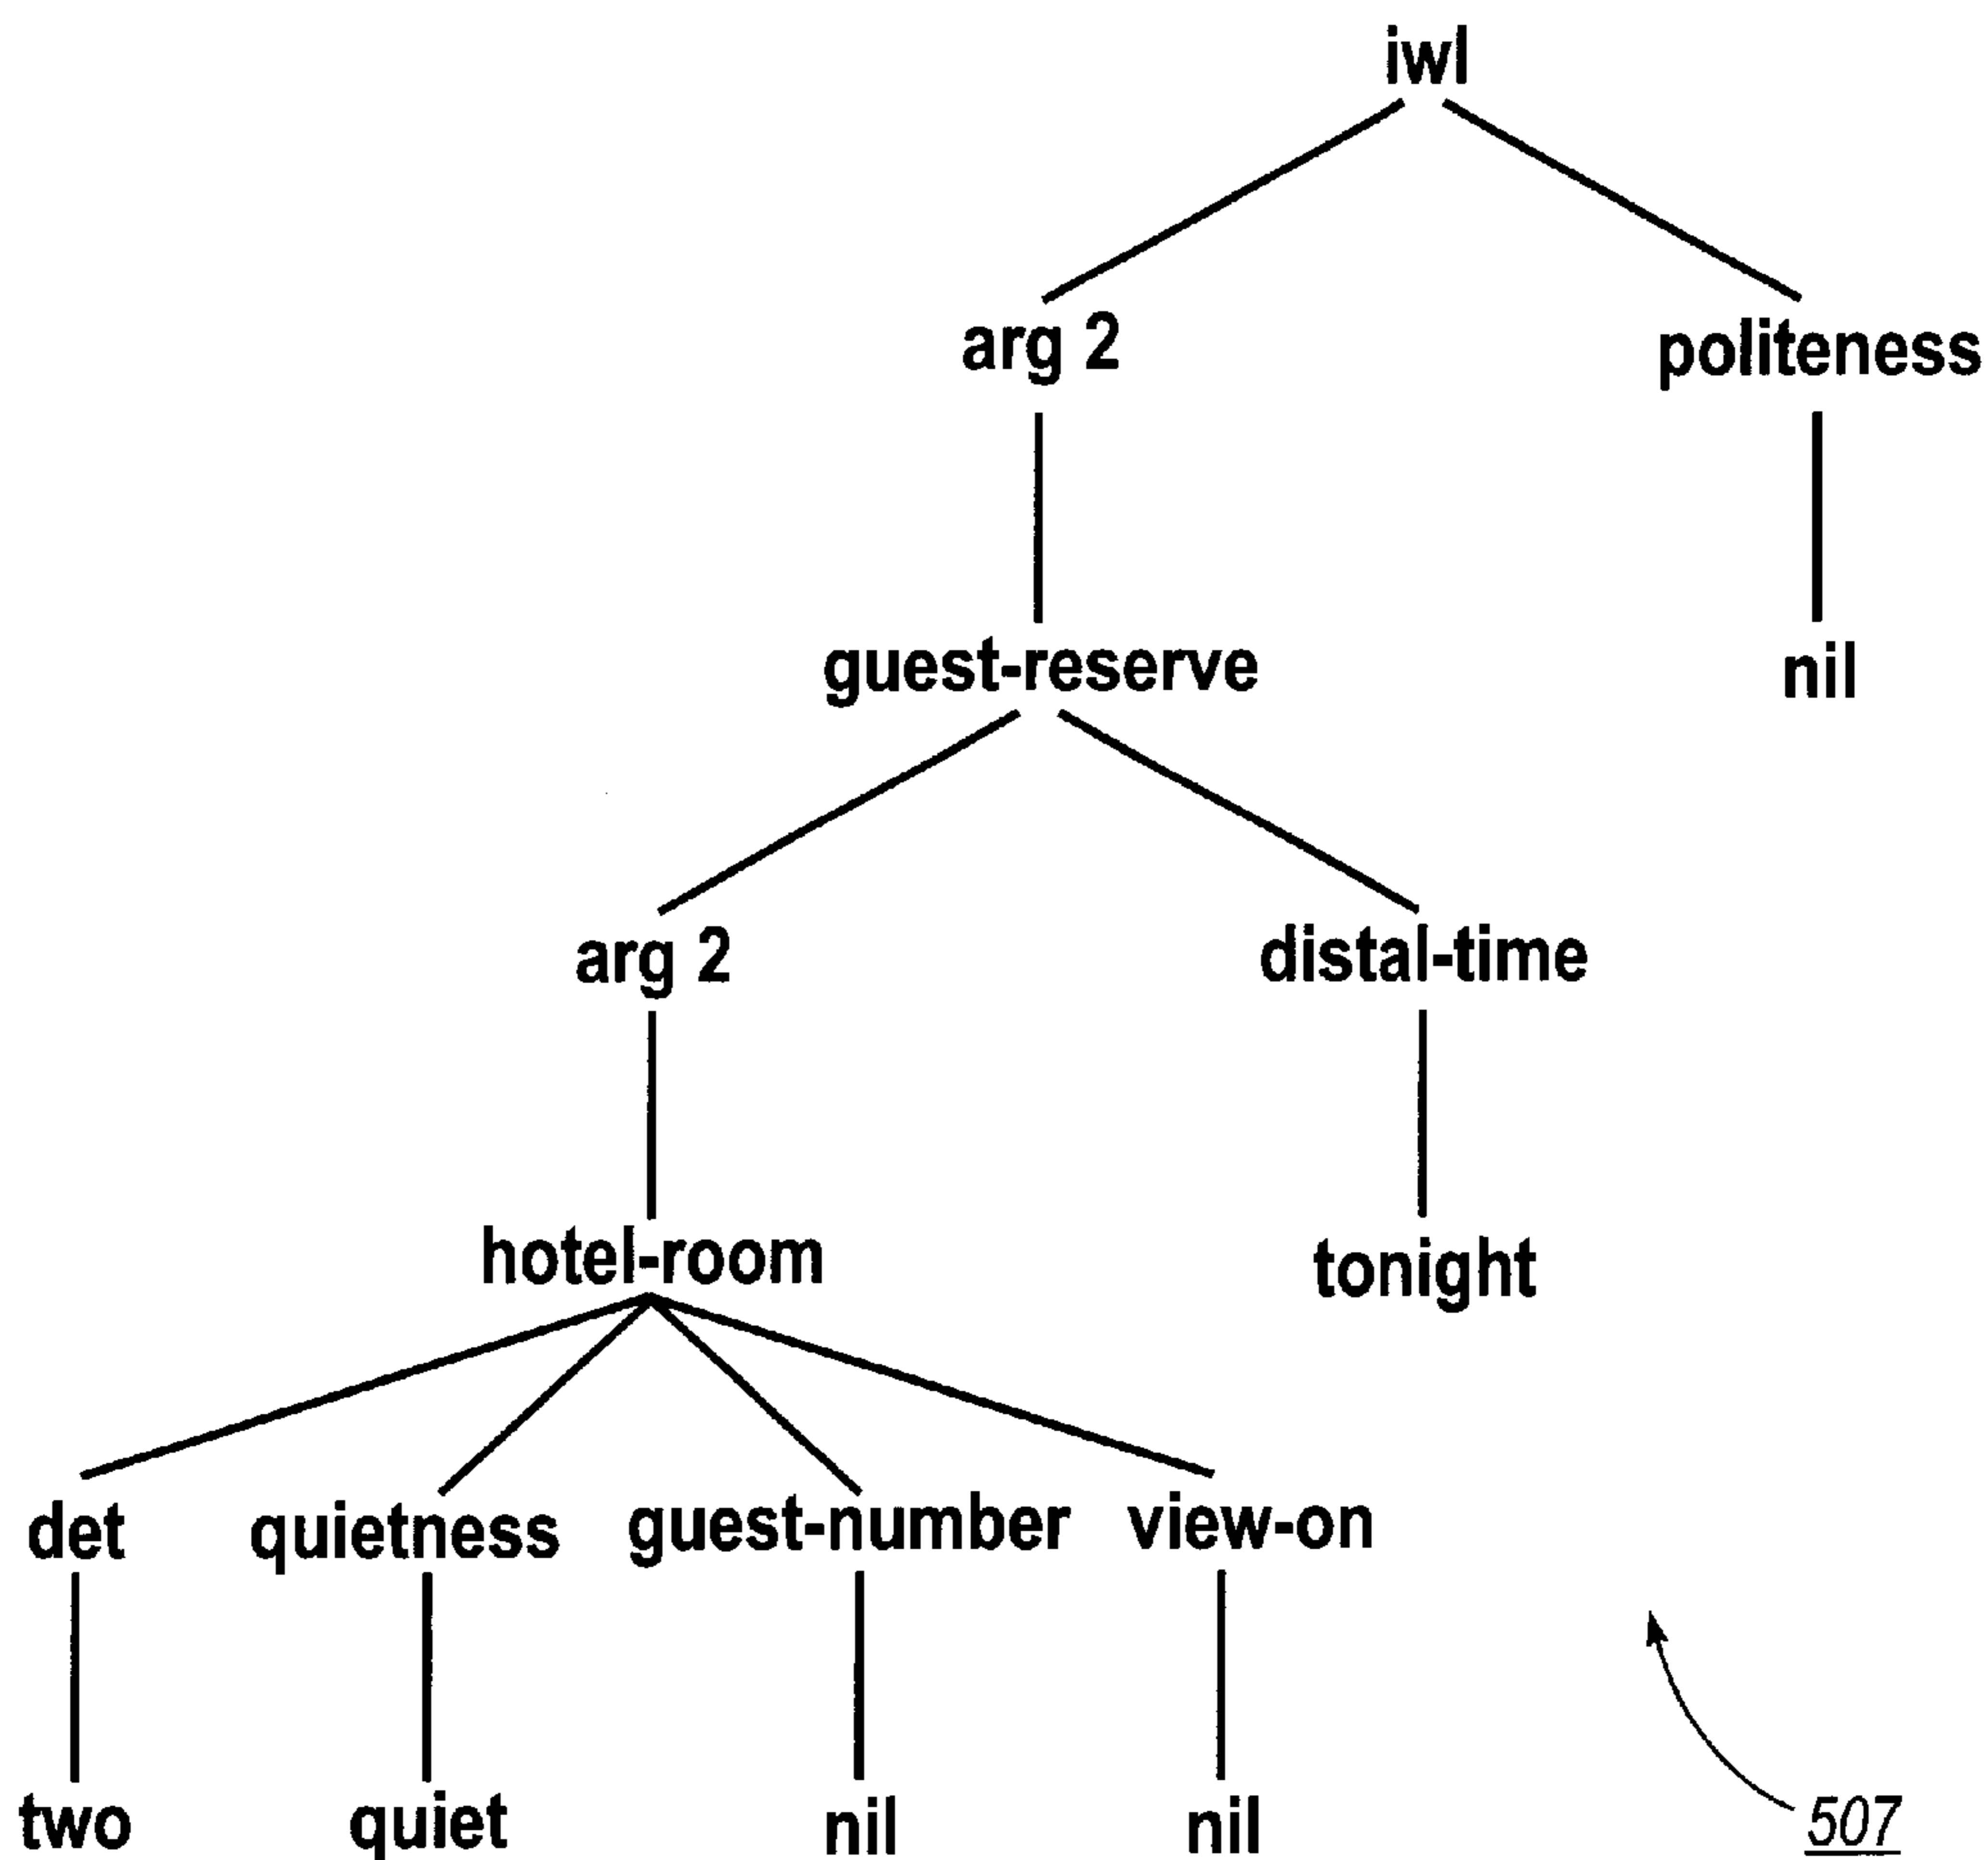 iwl
arg 2 politeness
guest-reserve nil
arg 2 distal-time
hotel-room tonight
det quietness guest-number view-on
two quiet nil nil 507